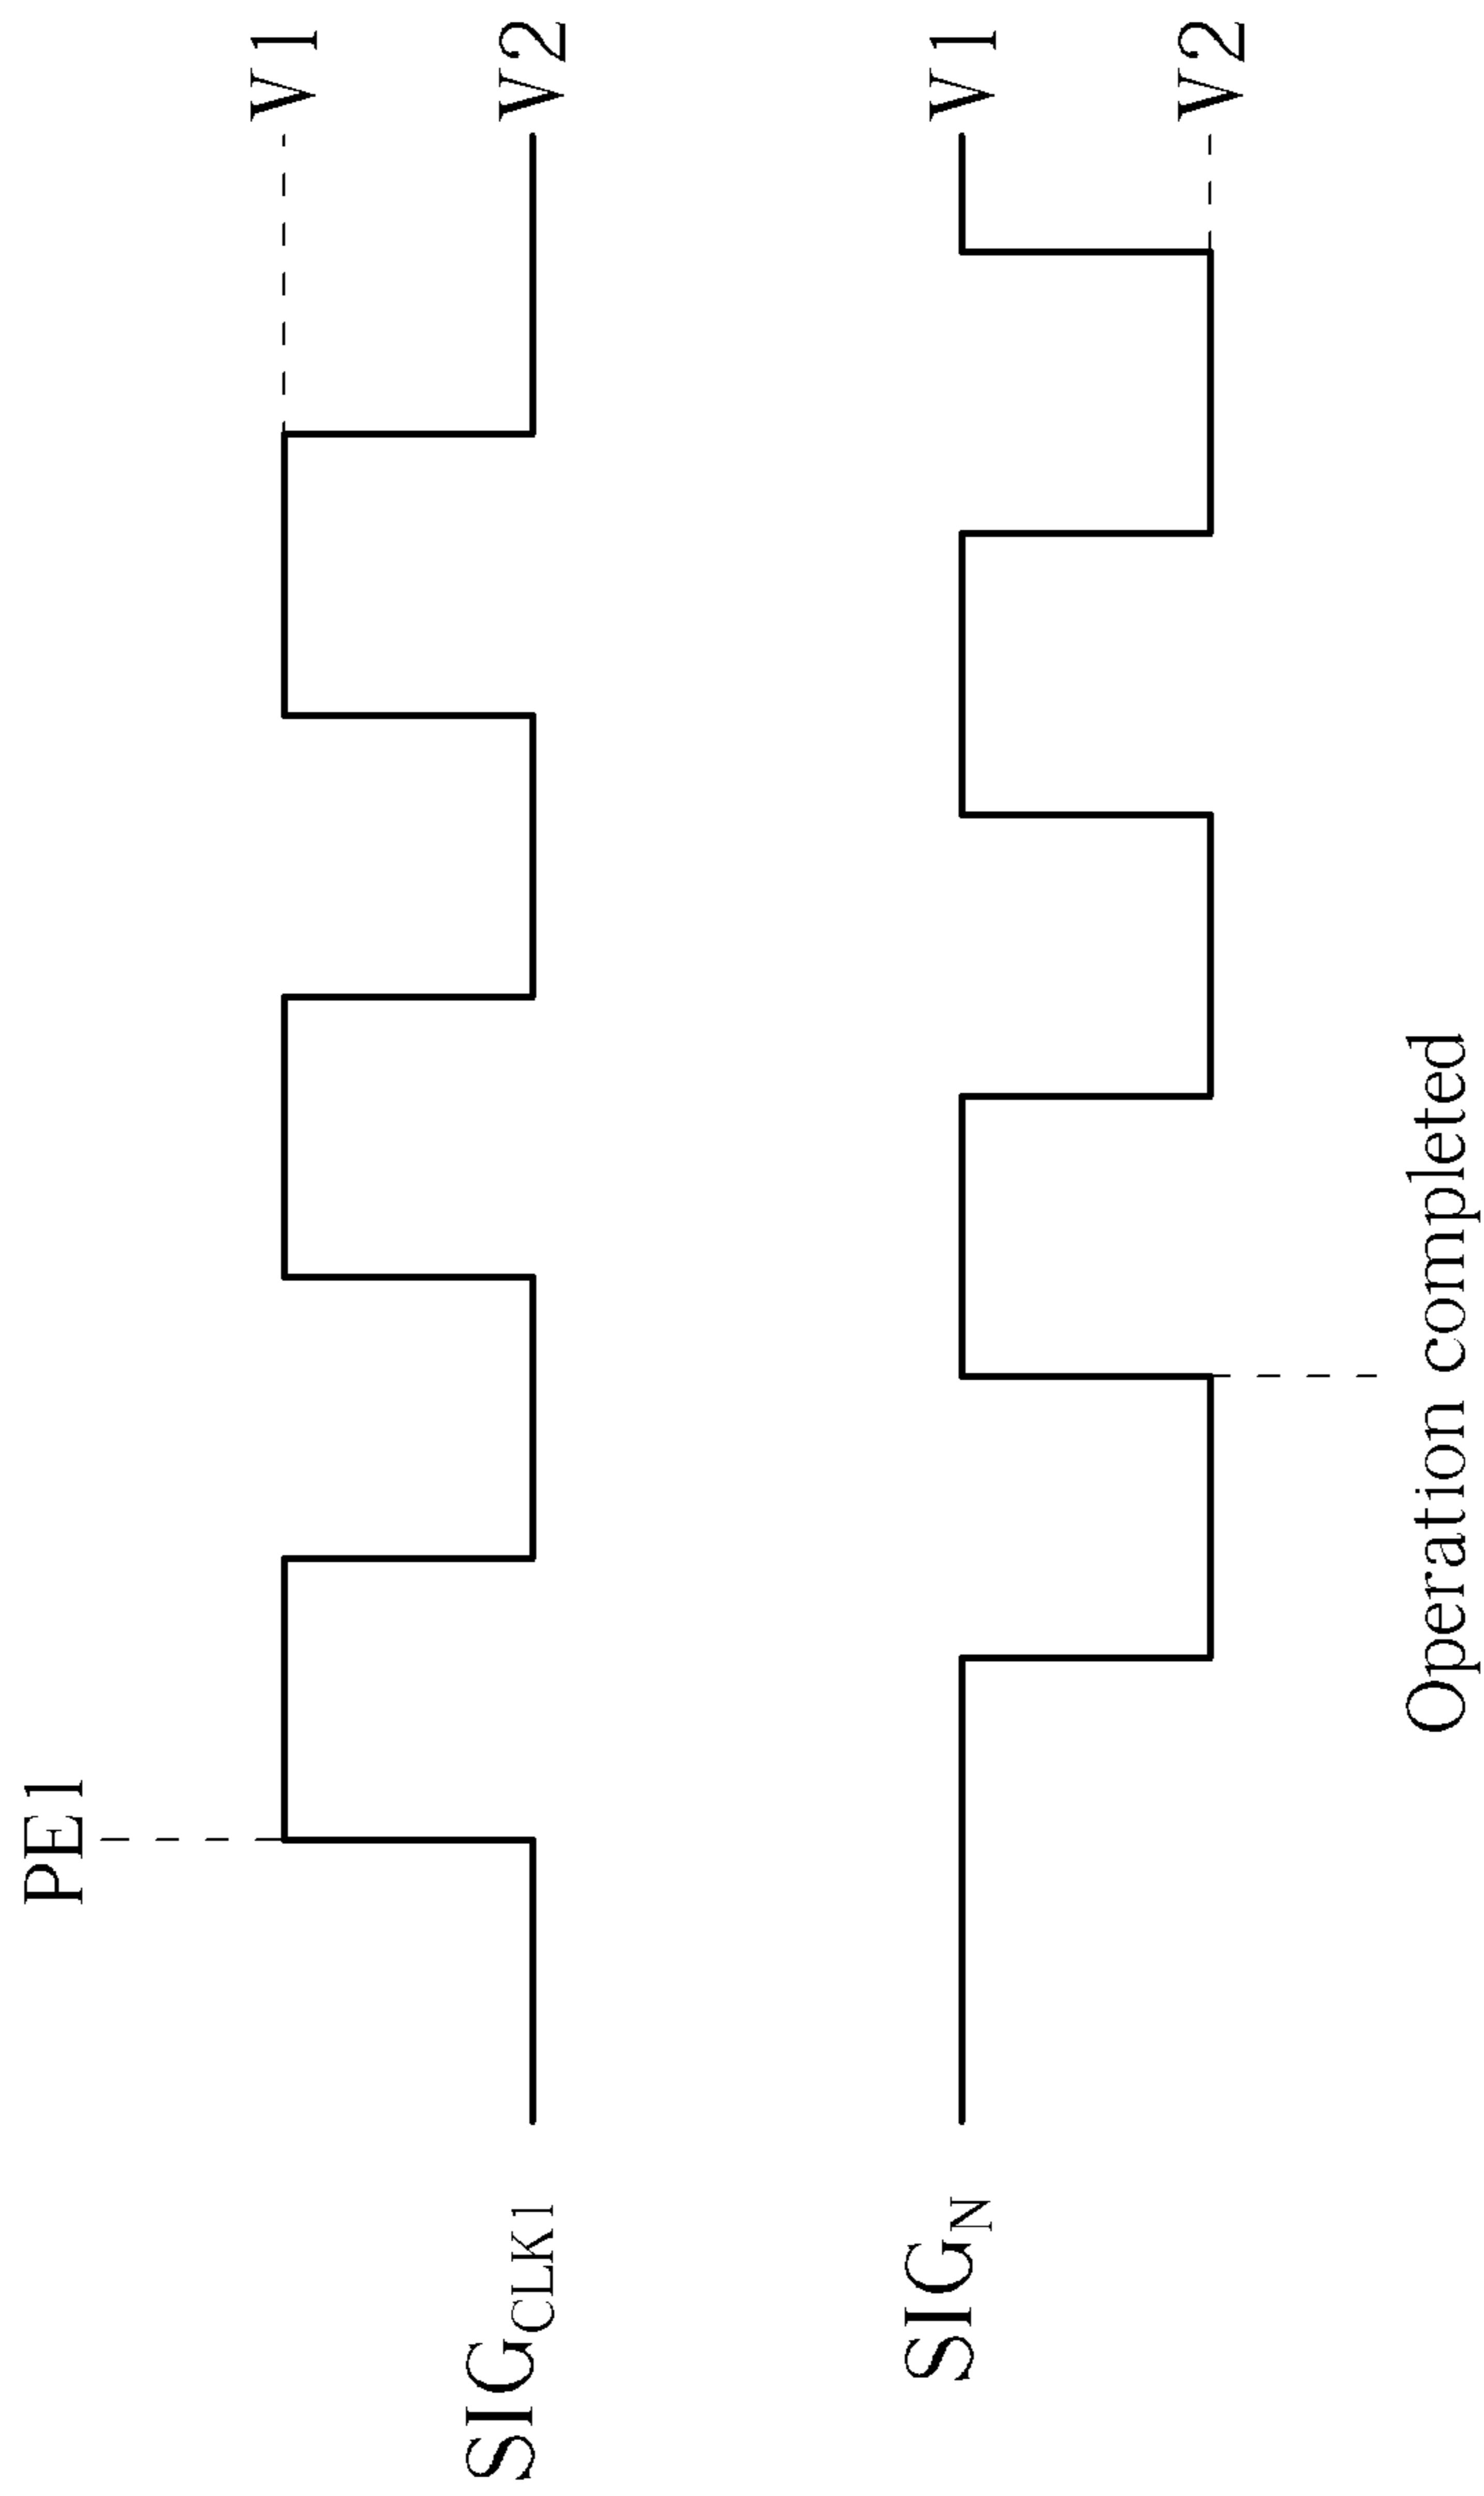 PE1
V1
SIG_CLK1
V2
V1
SIG_N
V2
Operation completed